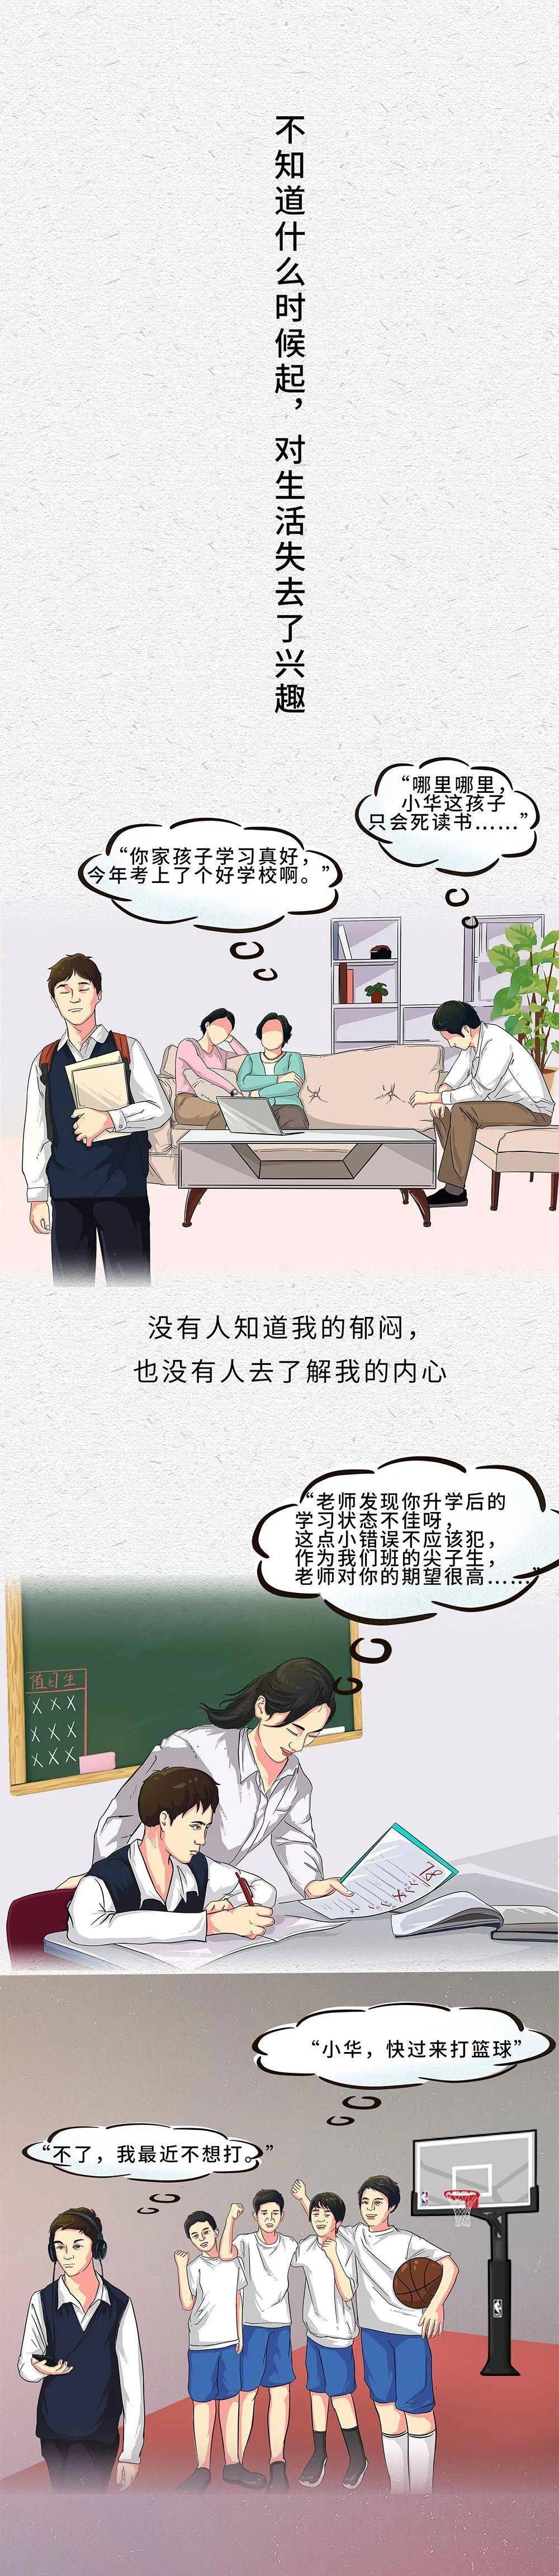 不知道什么时候起，对生活失去了兴趣
“哪里哪里，
小华这孩子
只会死读书……”
“你家孩子学习真好，
今年考上了个好学校啊。”
没有人知道我的郁闷，
也没有人去了解我的内心
“老师发现你升学后的
学习状态不佳呀，
这点小错误不应该犯，
作为我们班的尖子生，
老师对你的期望很高……”
值日生
XXX
XXX
XXX
78
“小华，快过来打篮球”
“不了，我最近不想打。”
NBA